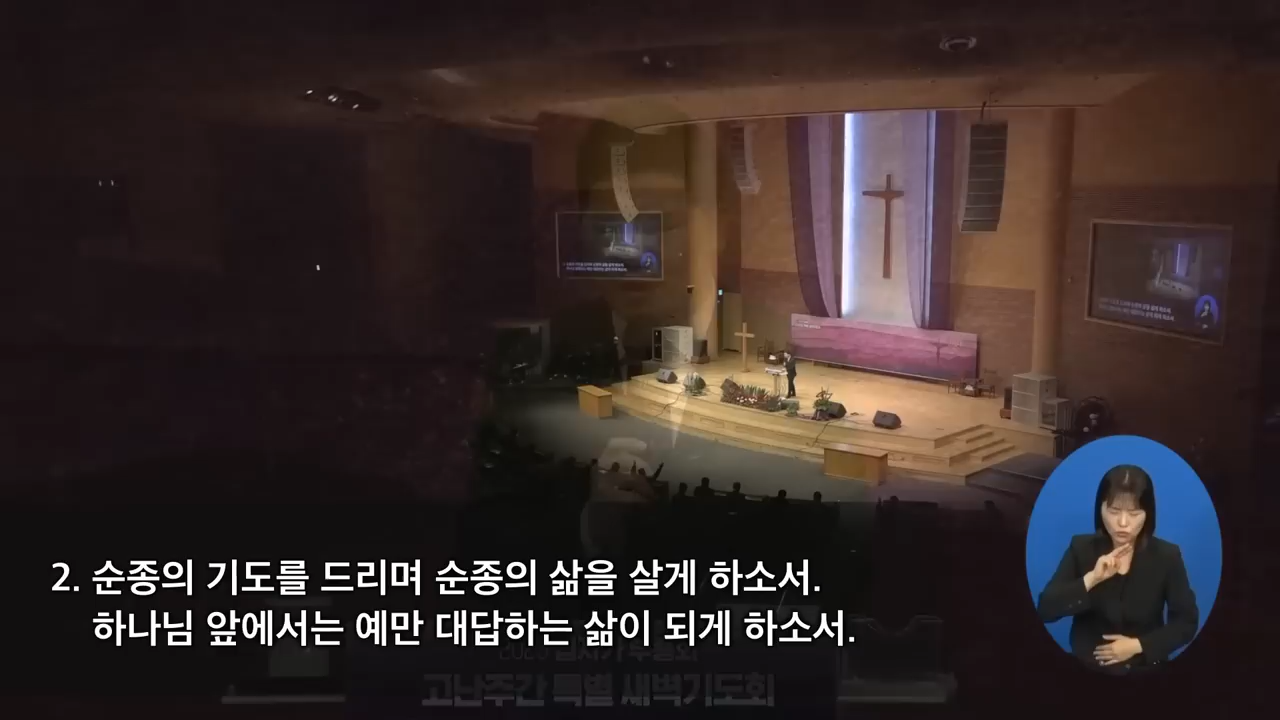 2. 순종의 기도를 드리며 순종의 삶을 살게 하소서.
하나님 앞에서는 예만 대답하는 삶이 되게 하소서.
고난주간 특별 새벽기도회